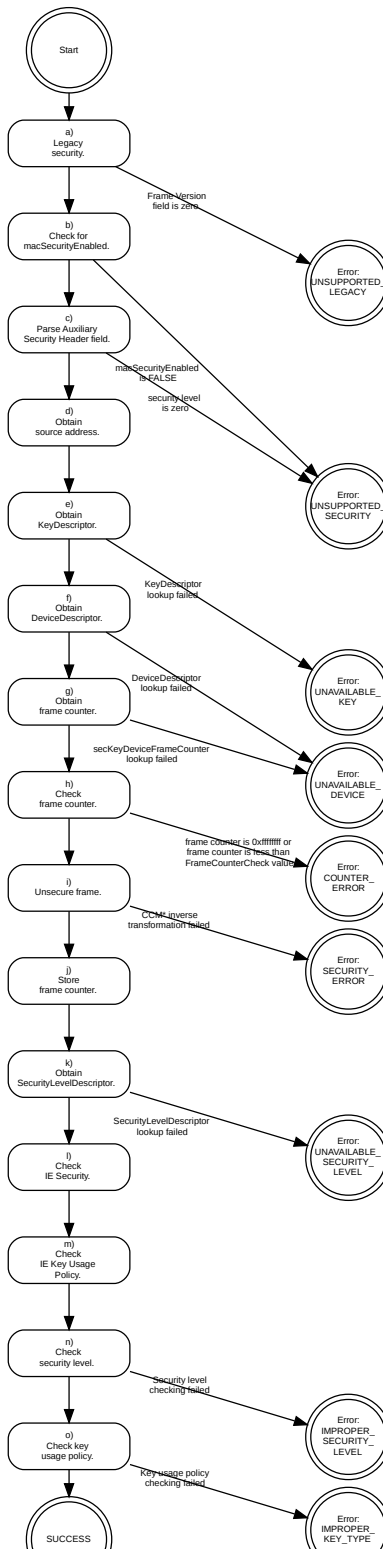 Start
a)
Legacy
security.
Frame Version
field is zero
b)
Check for
macSecurityEnabled.
Error:
UNSUPPORTED_
LEGACY
c)
Parse Auxiliary
Security Header field.
macSecurityEnabled
is FALSE
security level
is zero
d)
Obtain
source address.
e)
Obtain
KeyDescriptor.
Error:
UNSUPPORTED_
SECURITY
KeyDescriptor
lookup failed
f)
Obtain
DeviceDescriptor.
DeviceDescriptor
lookup failed
Error:
UNAVAILABLE_
KEY
g)
Obtain
frame counter.
secKeyDeviceFrameCounter
lookup failed
h)
Check
frame counter.
Error:
UNAVAILABLE_
DEVICE
frame counter is 0xffffffff or
frame counter is less than
FrameCounterCheck value
i)
Unsecure frame.
Error:
COUNTER_
ERROR
CCM* inverse
transformation failed
j)
Store
frame counter.
Error:
SECURITY_
ERROR
k)
Obtain
SecurityLevelDescriptor.
SecurityLevelDescriptor
lookup failed
l)
Check
IE Security.
Error:
UNAVAILABLE_
SECURITY_
LEVEL
m)
Check
IE Key Usage
Policy.
n)
Check
security level.
Security level
checking failed
o)
Check key
usage policy.
Error:
IMPROPER_
SECURITY_
LEVEL
Key usage policy
checking failed
SUCCESS
Error:
IMPROPER_
KEY_TYPE